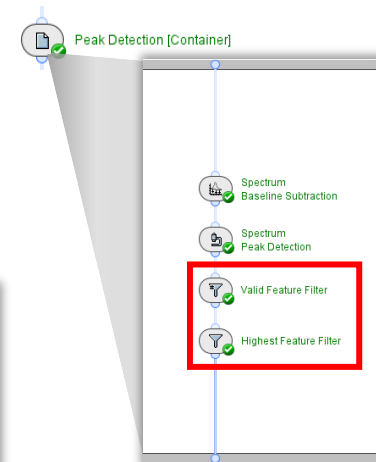 Peak Detection [Container]
Spectrum
Baseline Subtraction
Spectrum
Peak Detection
Valid Feature Filter
Highest Feature Filter